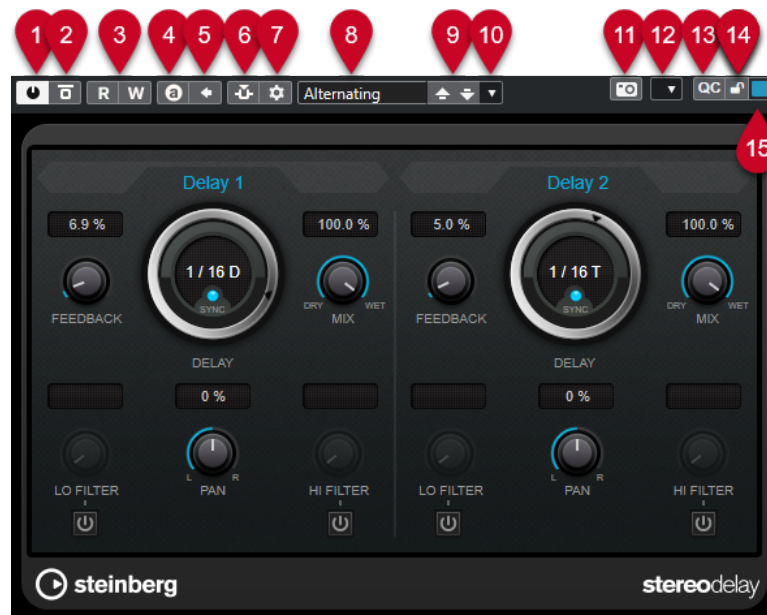 1 2 3 4 5 6 7 8 9 10 11 12 13 14
R W a Alternating QC
15
Delay 1 Delay 2
6.9 % 100.0 % 5.0 % 100.0 %
1 / 16 D 1 / 16 T
SYNC SYNC
DRY WET DRY WET
FEEDBACK MIX FEEDBACK MIX
DELAY DELAY
0 % 0 %
L R L R
LO FILTER PAN HI FILTER LO FILTER PAN HI FILTER
steinberg stereodelay